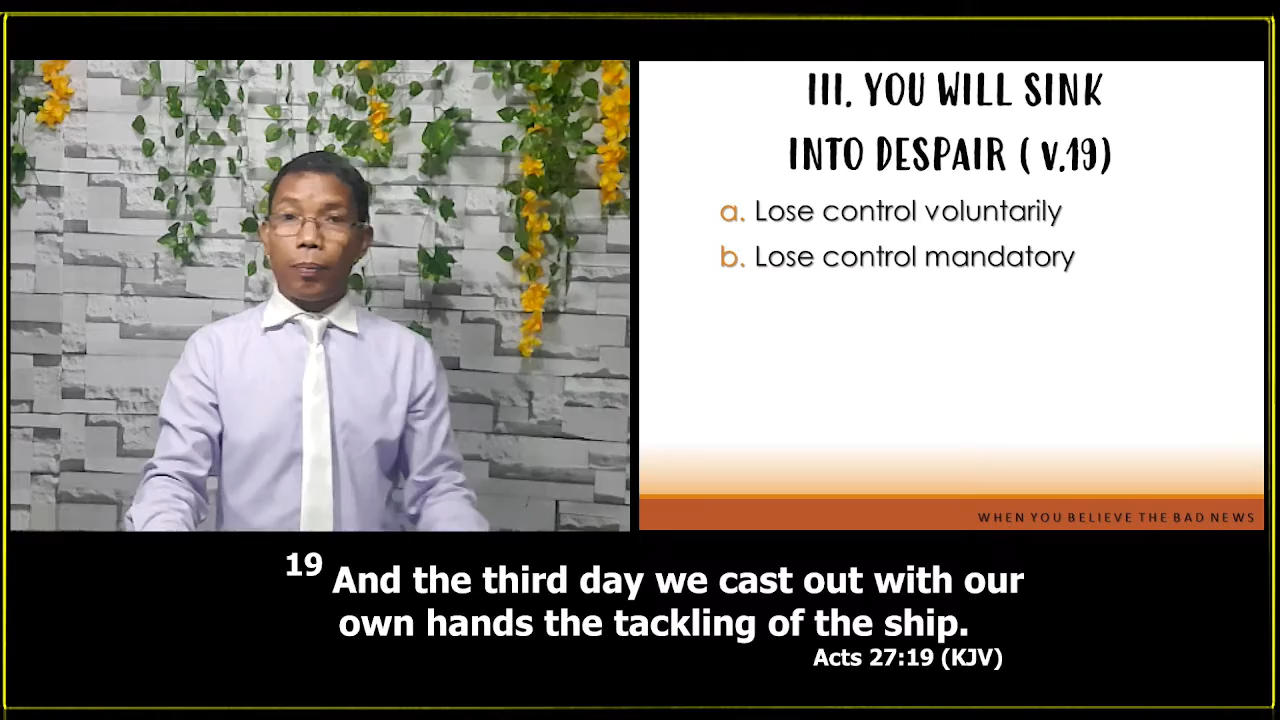 III. YOU WILL SINK
INTO DESPAIR ( V.19)
a. Lose control voluntarily
b. Lose control mandatory
WHEN YOU BELIEVE THE BAD NEWS
19 And the third day we cast out with our
own hands the tackling of the ship.
Acts 27:19 (KJV)